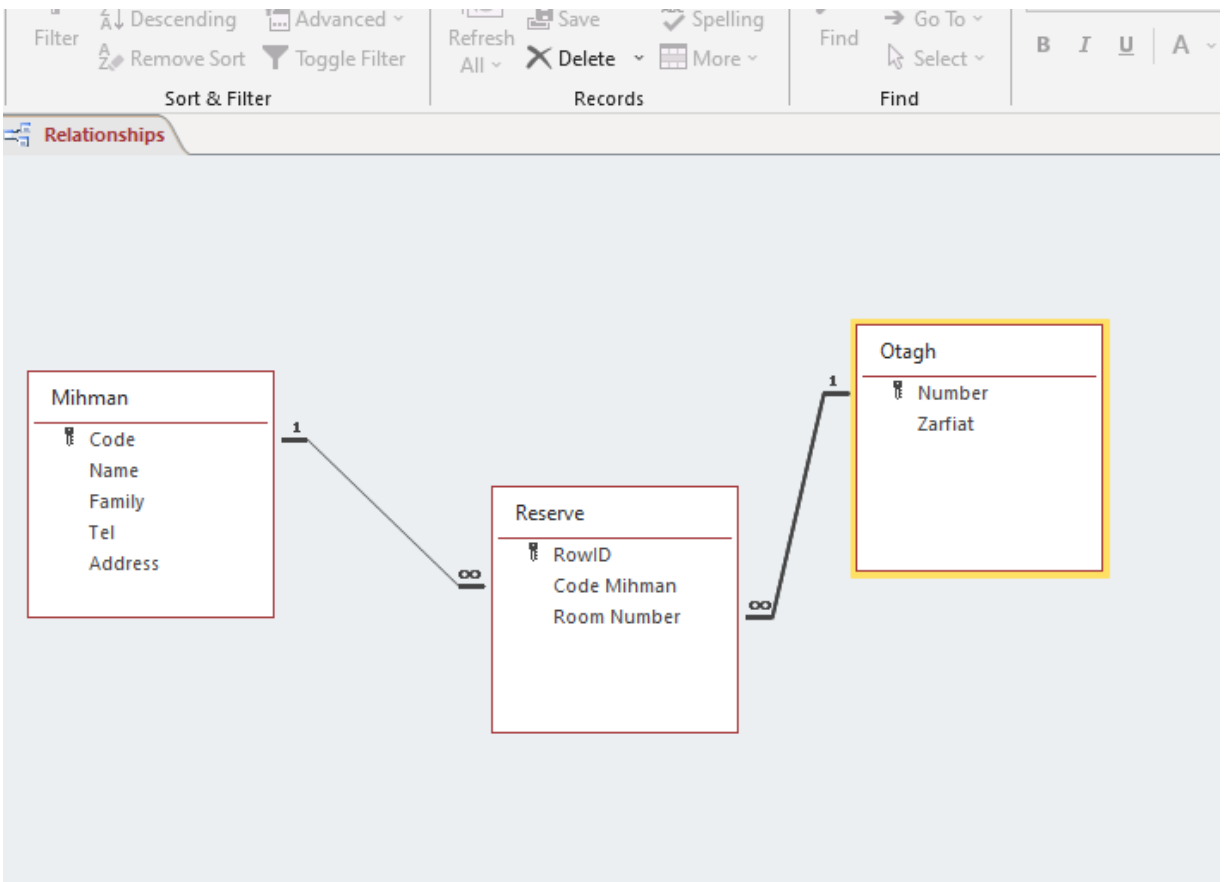 Descending
Advanced
Save
Spelling
Go To
Filter
Remove Sort
Toggle Filter
Refresh
All
Delete
More
Find
Select
B I U A
Sort & Filter
Records
Find
Relationships
Mihman
Code
Name
Family
Tel
Address
1
∞
Reserve
RowID
Code Mihman
Room Number
∞
1
Otagh
Number
Zarfiat